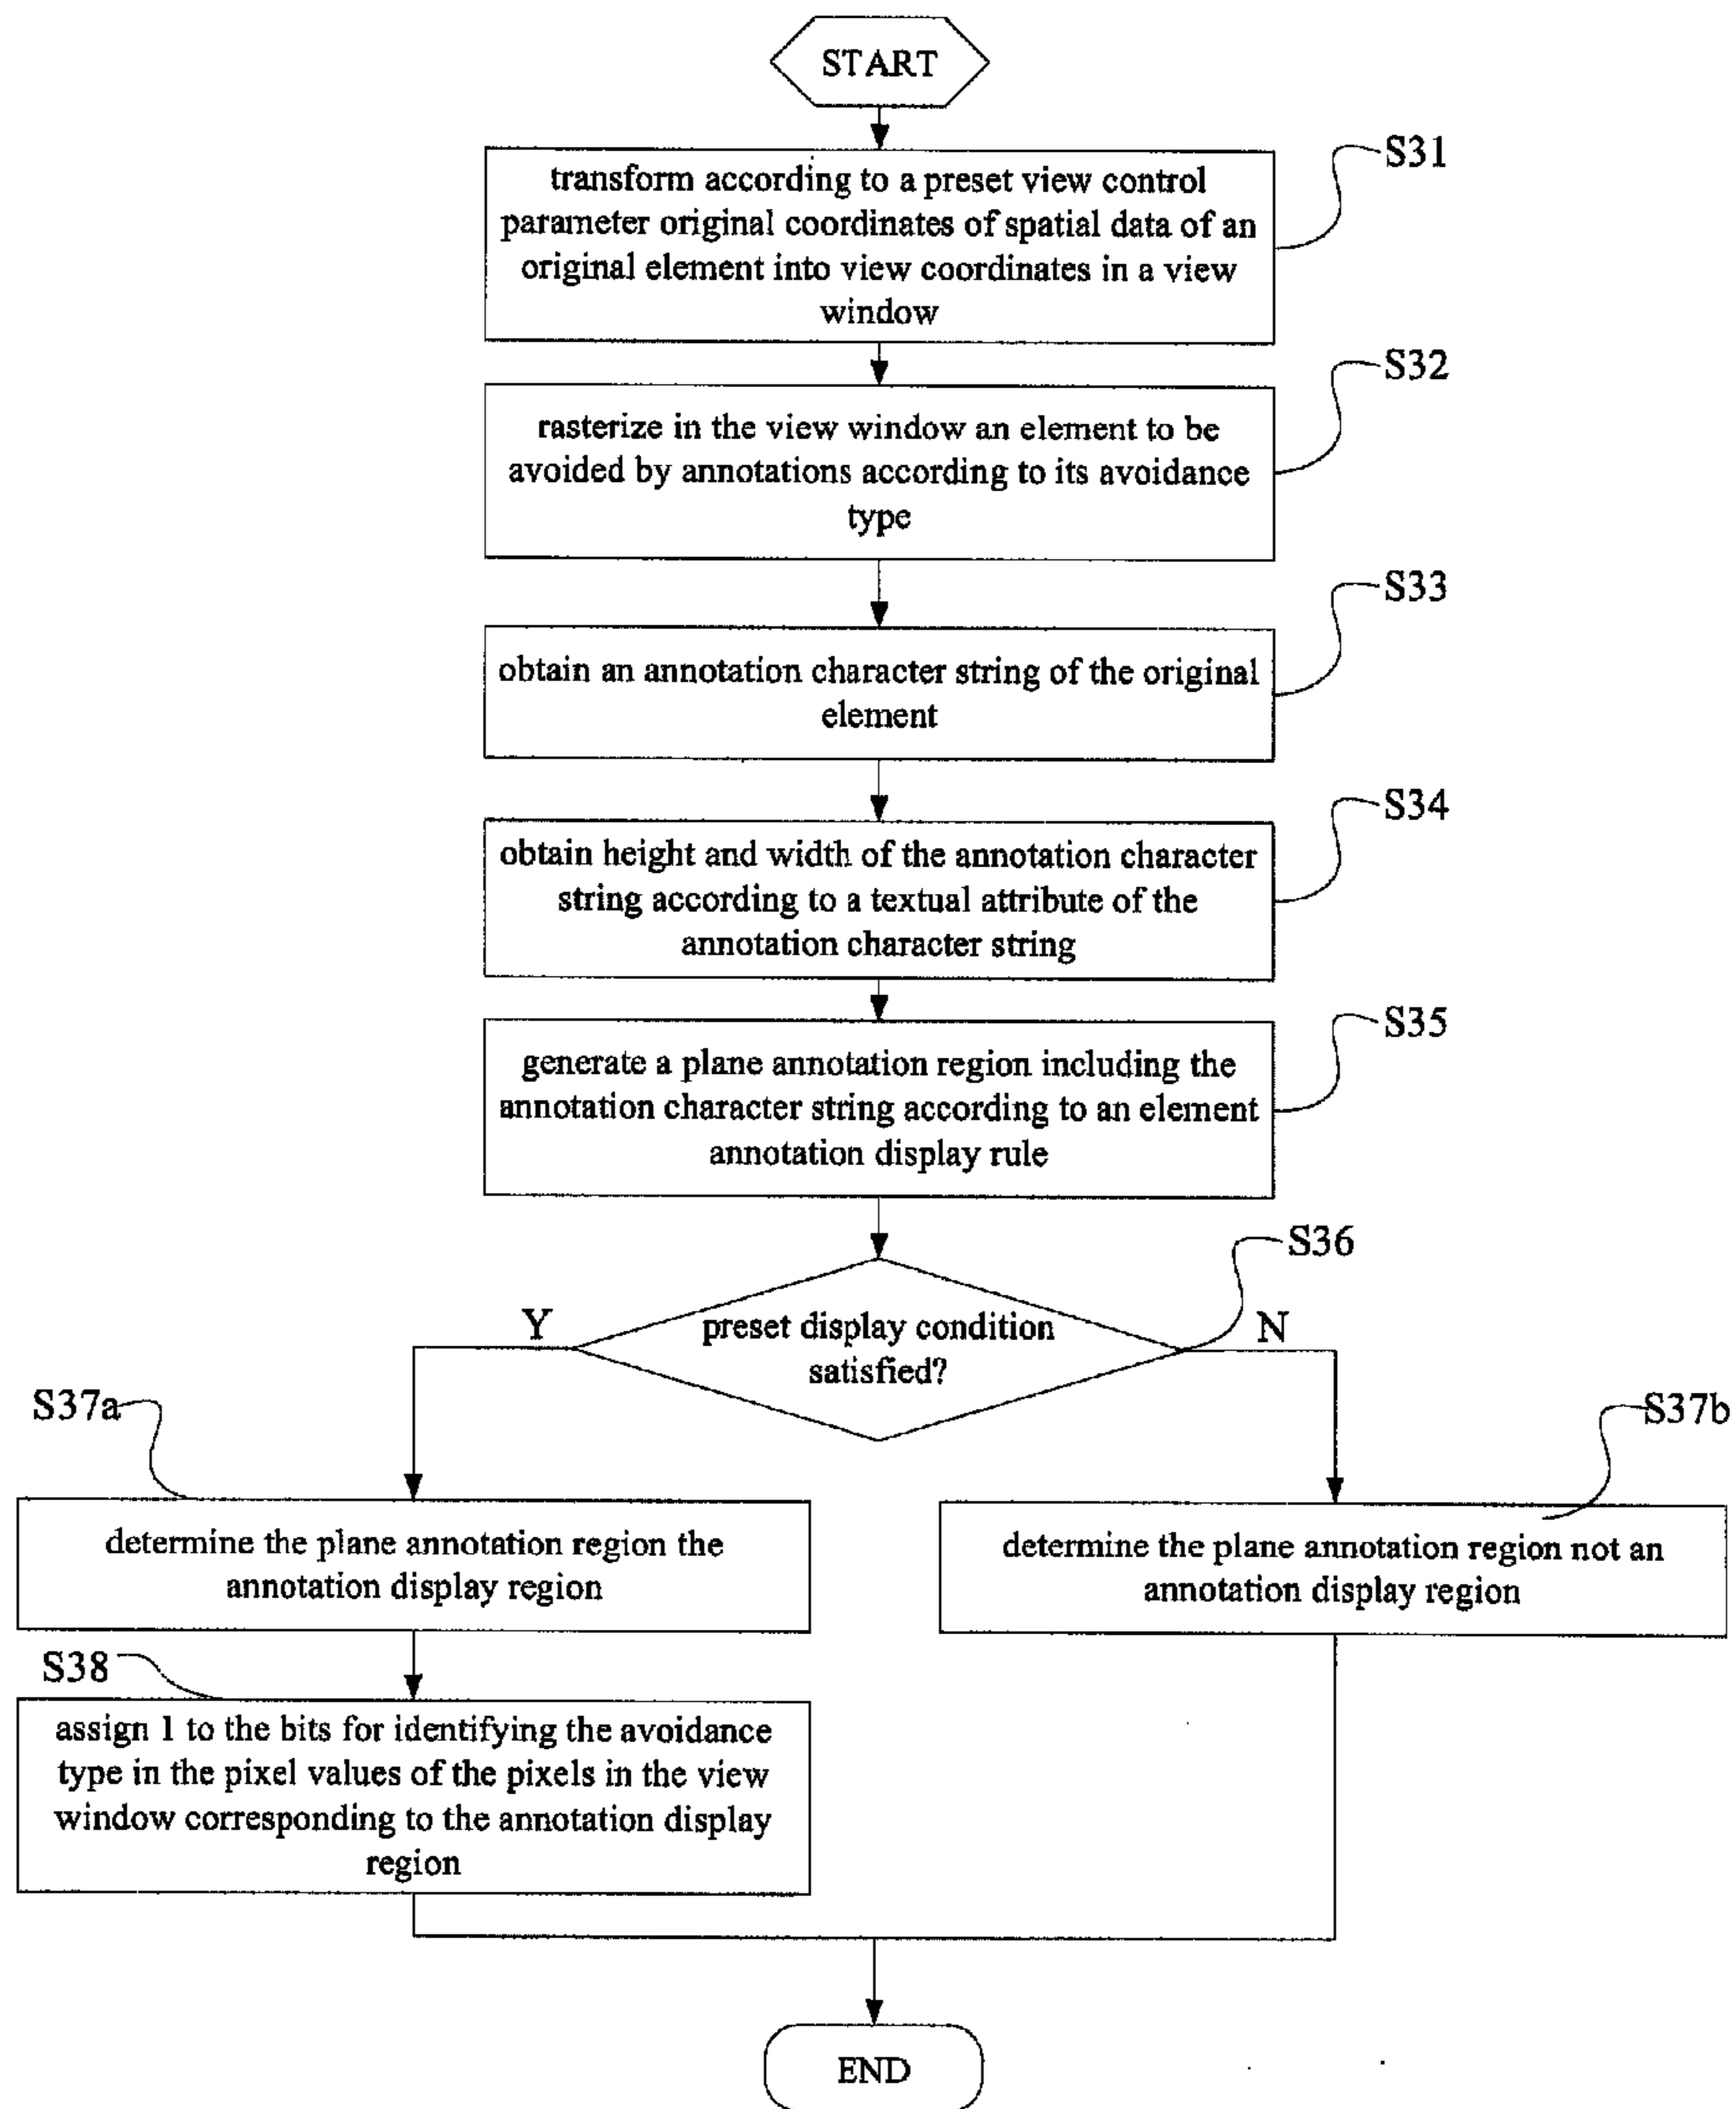 START
S31
transform according to a preset view control
parameter original coordinates of spatial data of an
original element into view coordinates in a view
window
S32
rasterize in the view window an element to be
avoided by annotations according to its avoidance
type
S33
obtain an annotation character string of the original
element
S34
obtain height and width of the annotation character
string according to a textual attribute of the
annotation character string
S35
generate a plane annotation region including the
annotation character string according to an element
annotation display rule
S36
Y
preset display condition
satisfied?
N
S37a
S37b
determine the plane annotation region the
annotation display region
determine the plane annotation region not an
annotation display region
S38
assign 1 to the bits for identifying the avoidance
type in the pixel values of the pixels in the view
window corresponding to the annotation display
region
END